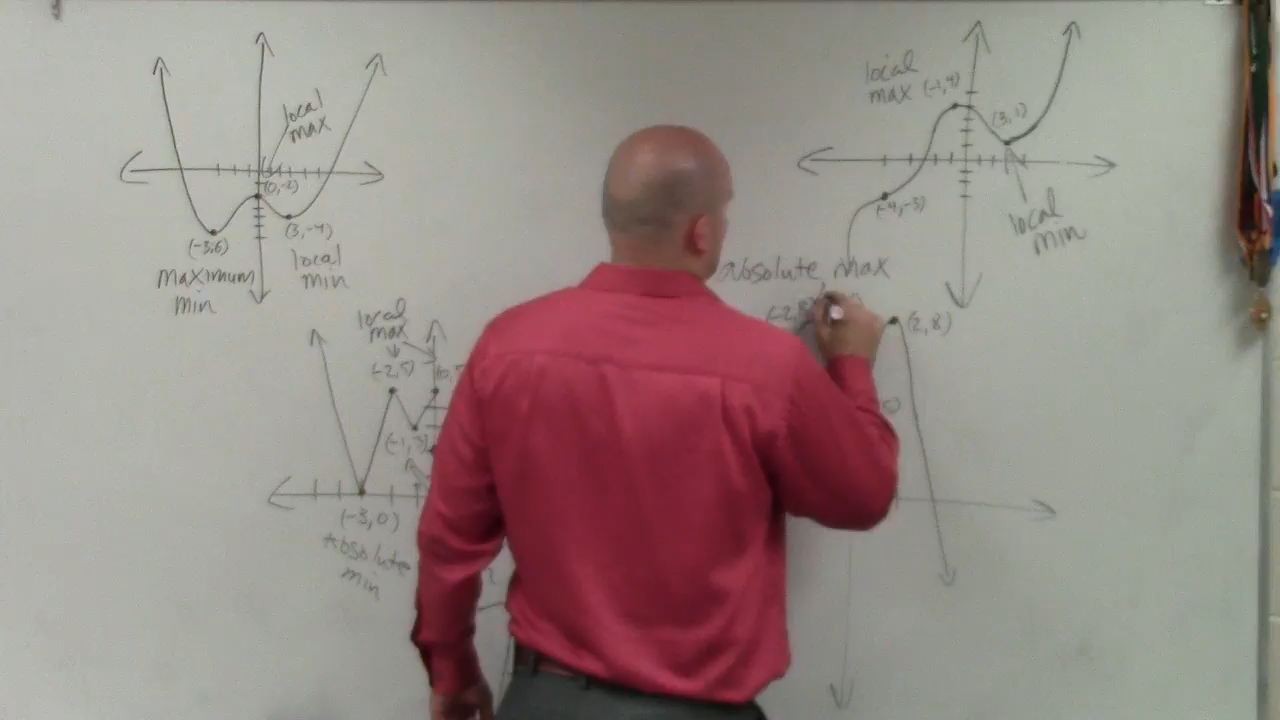 local
max
(0,-2)
(-3,6)
(3,-4)
maximum
min
local
min
local
max (-1,4)
(3,1)
(-4,-3)
local
min
local
max
(-2,5)
(-1,3)
(-3,0)
Absolute
min
Absolute max
(2,8)